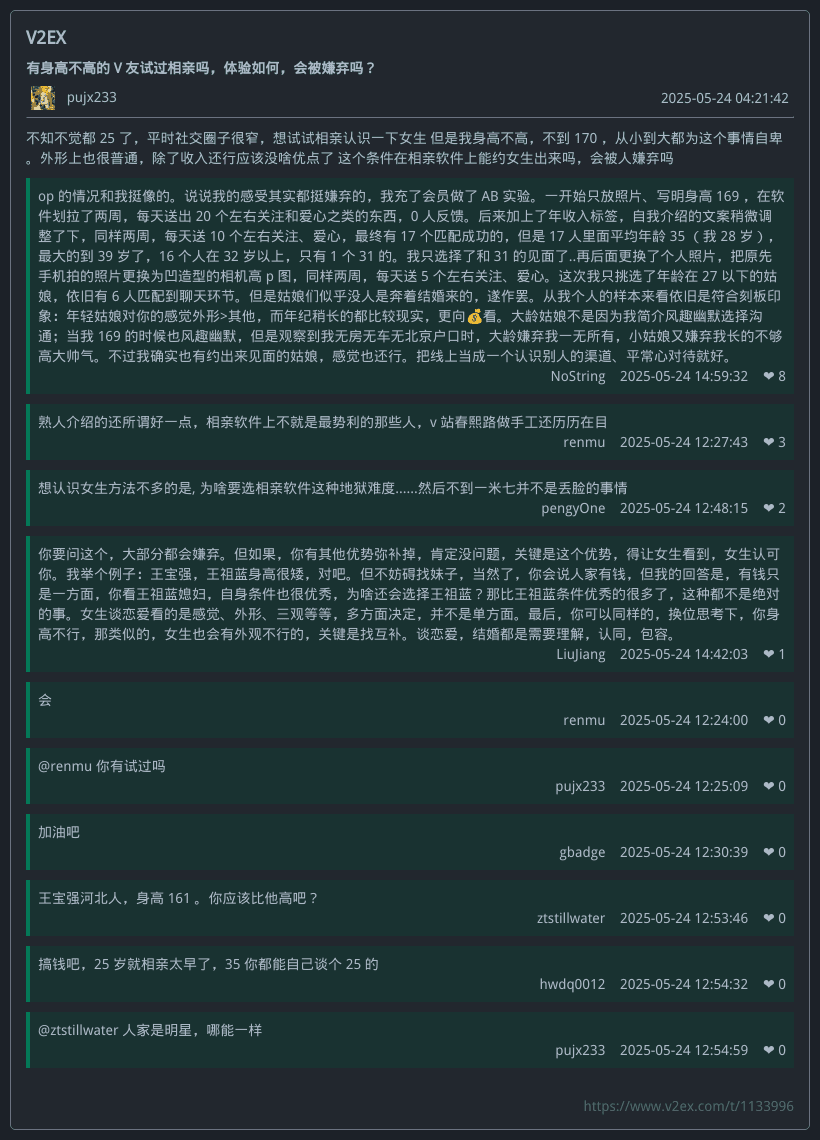 V2EX
有身高不高的 V 友试过相亲吗，体验如何，会被嫌弃吗？
pujx233 2025-05-24 04:21:42
不知不觉都 25 了，平时社交圈子很窄，想试试相亲认识一下女生 但是我身高不高，不到 170 ，从小到大都为这个事情自卑
。外形上也很普通，除了收入还行应该没啥优点了 这个条件在相亲软件上能约女生出来吗，会被人嫌弃吗
op 的情况和我挺像的。说说我的感受其实都挺嫌弃的，我充了会员做了 AB 实验。一开始只放照片、写明身高 169 ，在软
件划拉了两周，每天送出 20 个左右关注和爱心之类的东西，0 人反馈。后来加上了年收入标签，自我介绍的文案稍微调
整了下，同样两周，每天送 10 个左右关注、爱心，最终有 17 个匹配成功的，但是 17 人里面平均年龄 35 （ 我 28 岁 ），
最大的到 39 岁了，16 个人在 32 岁以上，只有 1 个 31 的。我只选择了和 31 的见面了..再后面更换了个人照片，把原先
手机拍的照片更换为凹造型的相机高 p 图，同样两周，每天送 5 个左右关注、爱心。这次我只挑选了年龄在 27 以下的姑
娘，依旧有 6 人匹配到聊天环节。但是姑娘们似乎没人是奔着结婚来的，遂作罢。从我个人的样本来看依旧是符合刻板印
象：年轻姑娘对你的感觉外形>其他，而年纪稍长的都比较现实，更向💰看。大龄姑娘不是因为我简介风趣幽默选择沟
通；当我 169 的时候也风趣幽默，但是观察到我无房无车无北京户口时，大龄嫌弃我一无所有，小姑娘又嫌弃我长的不够
高大帅气。不过我确实也有约出来见面的姑娘，感觉也还行。把线上当成一个认识别人的渠道、平常心对待就好。
NoString 2025-05-24 14:59:32 ❤ 8
熟人介绍的还所谓好一点，相亲软件上不就是最势利的那些人，v 站春熙路做手工还历历在目
renmu 2025-05-24 12:27:43 ❤ 3
想认识女生方法不多的是, 为啥要选相亲软件这种地狱难度......然后不到一米七并不是丢脸的事情
pengyOne 2025-05-24 12:48:15 ❤ 2
你要问这个，大部分都会嫌弃。但如果，你有其他优势弥补掉，肯定没问题，关键是这个优势，得让女生看到，女生认可
你。我举个例子：王宝强，王祖蓝身高很矮，对吧。但不妨碍找妹子，当然了，你会说人家有钱，但我的回答是，有钱只
是一方面，你看王祖蓝媳妇，自身条件也很优秀，为啥还会选择王祖蓝？那比王祖蓝条件优秀的很多了，这种都不是绝对
的事。女生谈恋爱看的是感觉、外形、三观等等，多方面决定，并不是单方面。最后，你可以同样的，换位思考下，你身
高不行，那类似的，女生也会有外观不行的，关键是找互补。谈恋爱，结婚都是需要理解，认同，包容。
LiuJiang 2025-05-24 14:42:03 ❤ 1
会
renmu 2025-05-24 12:24:00 ❤ 0
@renmu 你有试过吗
pujx233 2025-05-24 12:25:09 ❤ 0
加油吧
gbadge 2025-05-24 12:30:39 ❤ 0
王宝强河北人，身高 161 。你应该比他高吧？
ztstillwater 2025-05-24 12:53:46 ❤ 0
搞钱吧，25 岁就相亲太早了，35 你都能自己谈个 25 的
hwdq0012 2025-05-24 12:54:32 ❤ 0
@ztstillwater 人家是明星，哪能一样
pujx233 2025-05-24 12:54:59 ❤ 0
https://www.v2ex.com/t/1133996